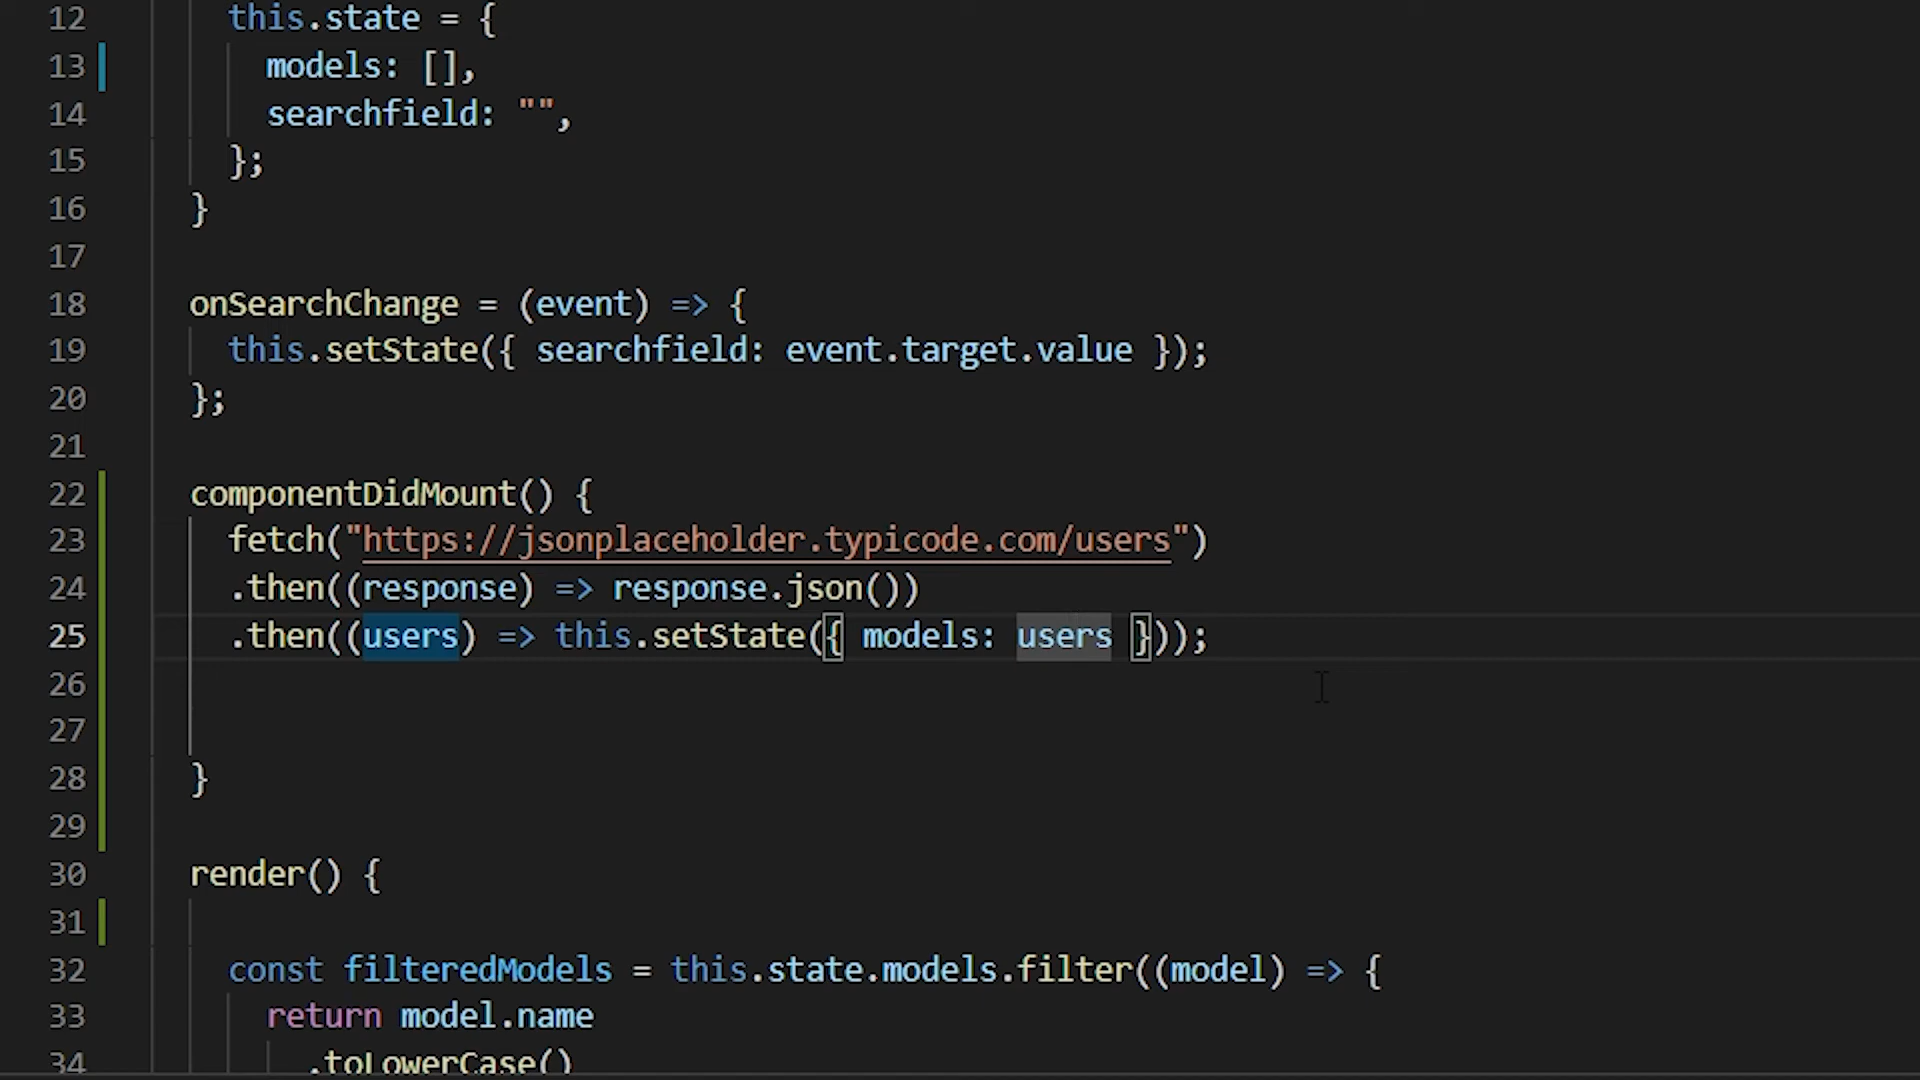 12 this.state = {
13 models: [],
14 searchfield: "",
15 };
16 }
17
18 onSearchChange = (event) => {
19 this.setState({ searchfield: event.target.value });
20 };
21
22 componentDidMount() {
23 fetch("https://jsonplaceholder.typicode.com/users")
24 .then((response) => response.json())
25 .then((users) => this.setState({ models: users }));
26
27
28 }
29
30 render() {
31
32 const filteredModels = this.state.models.filter((model) => {
33 return model.name
34 .toLowerCase()